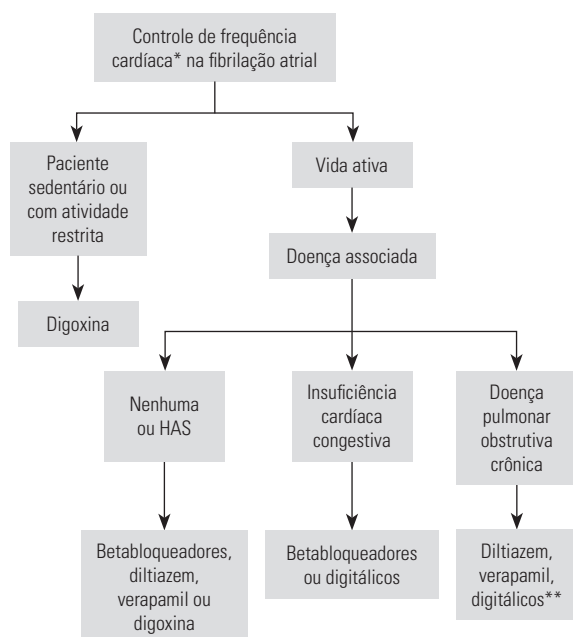 Controle de frequência
cardíaca* na fibrilação atrial
Paciente
sedentário ou
com atividade
restrita
Vida ativa
Digoxina
Doença associada
Nenhuma
ou HAS
Insuficiência
cardíaca
congestiva
Doença
pulmonar
obstrutiva
crônica
Betabloqueadores,
diltiazem,
verapamil ou
digoxina
Betabloqueadores
ou digitálicos
Diltiazem,
verapamil,
digitálicos**